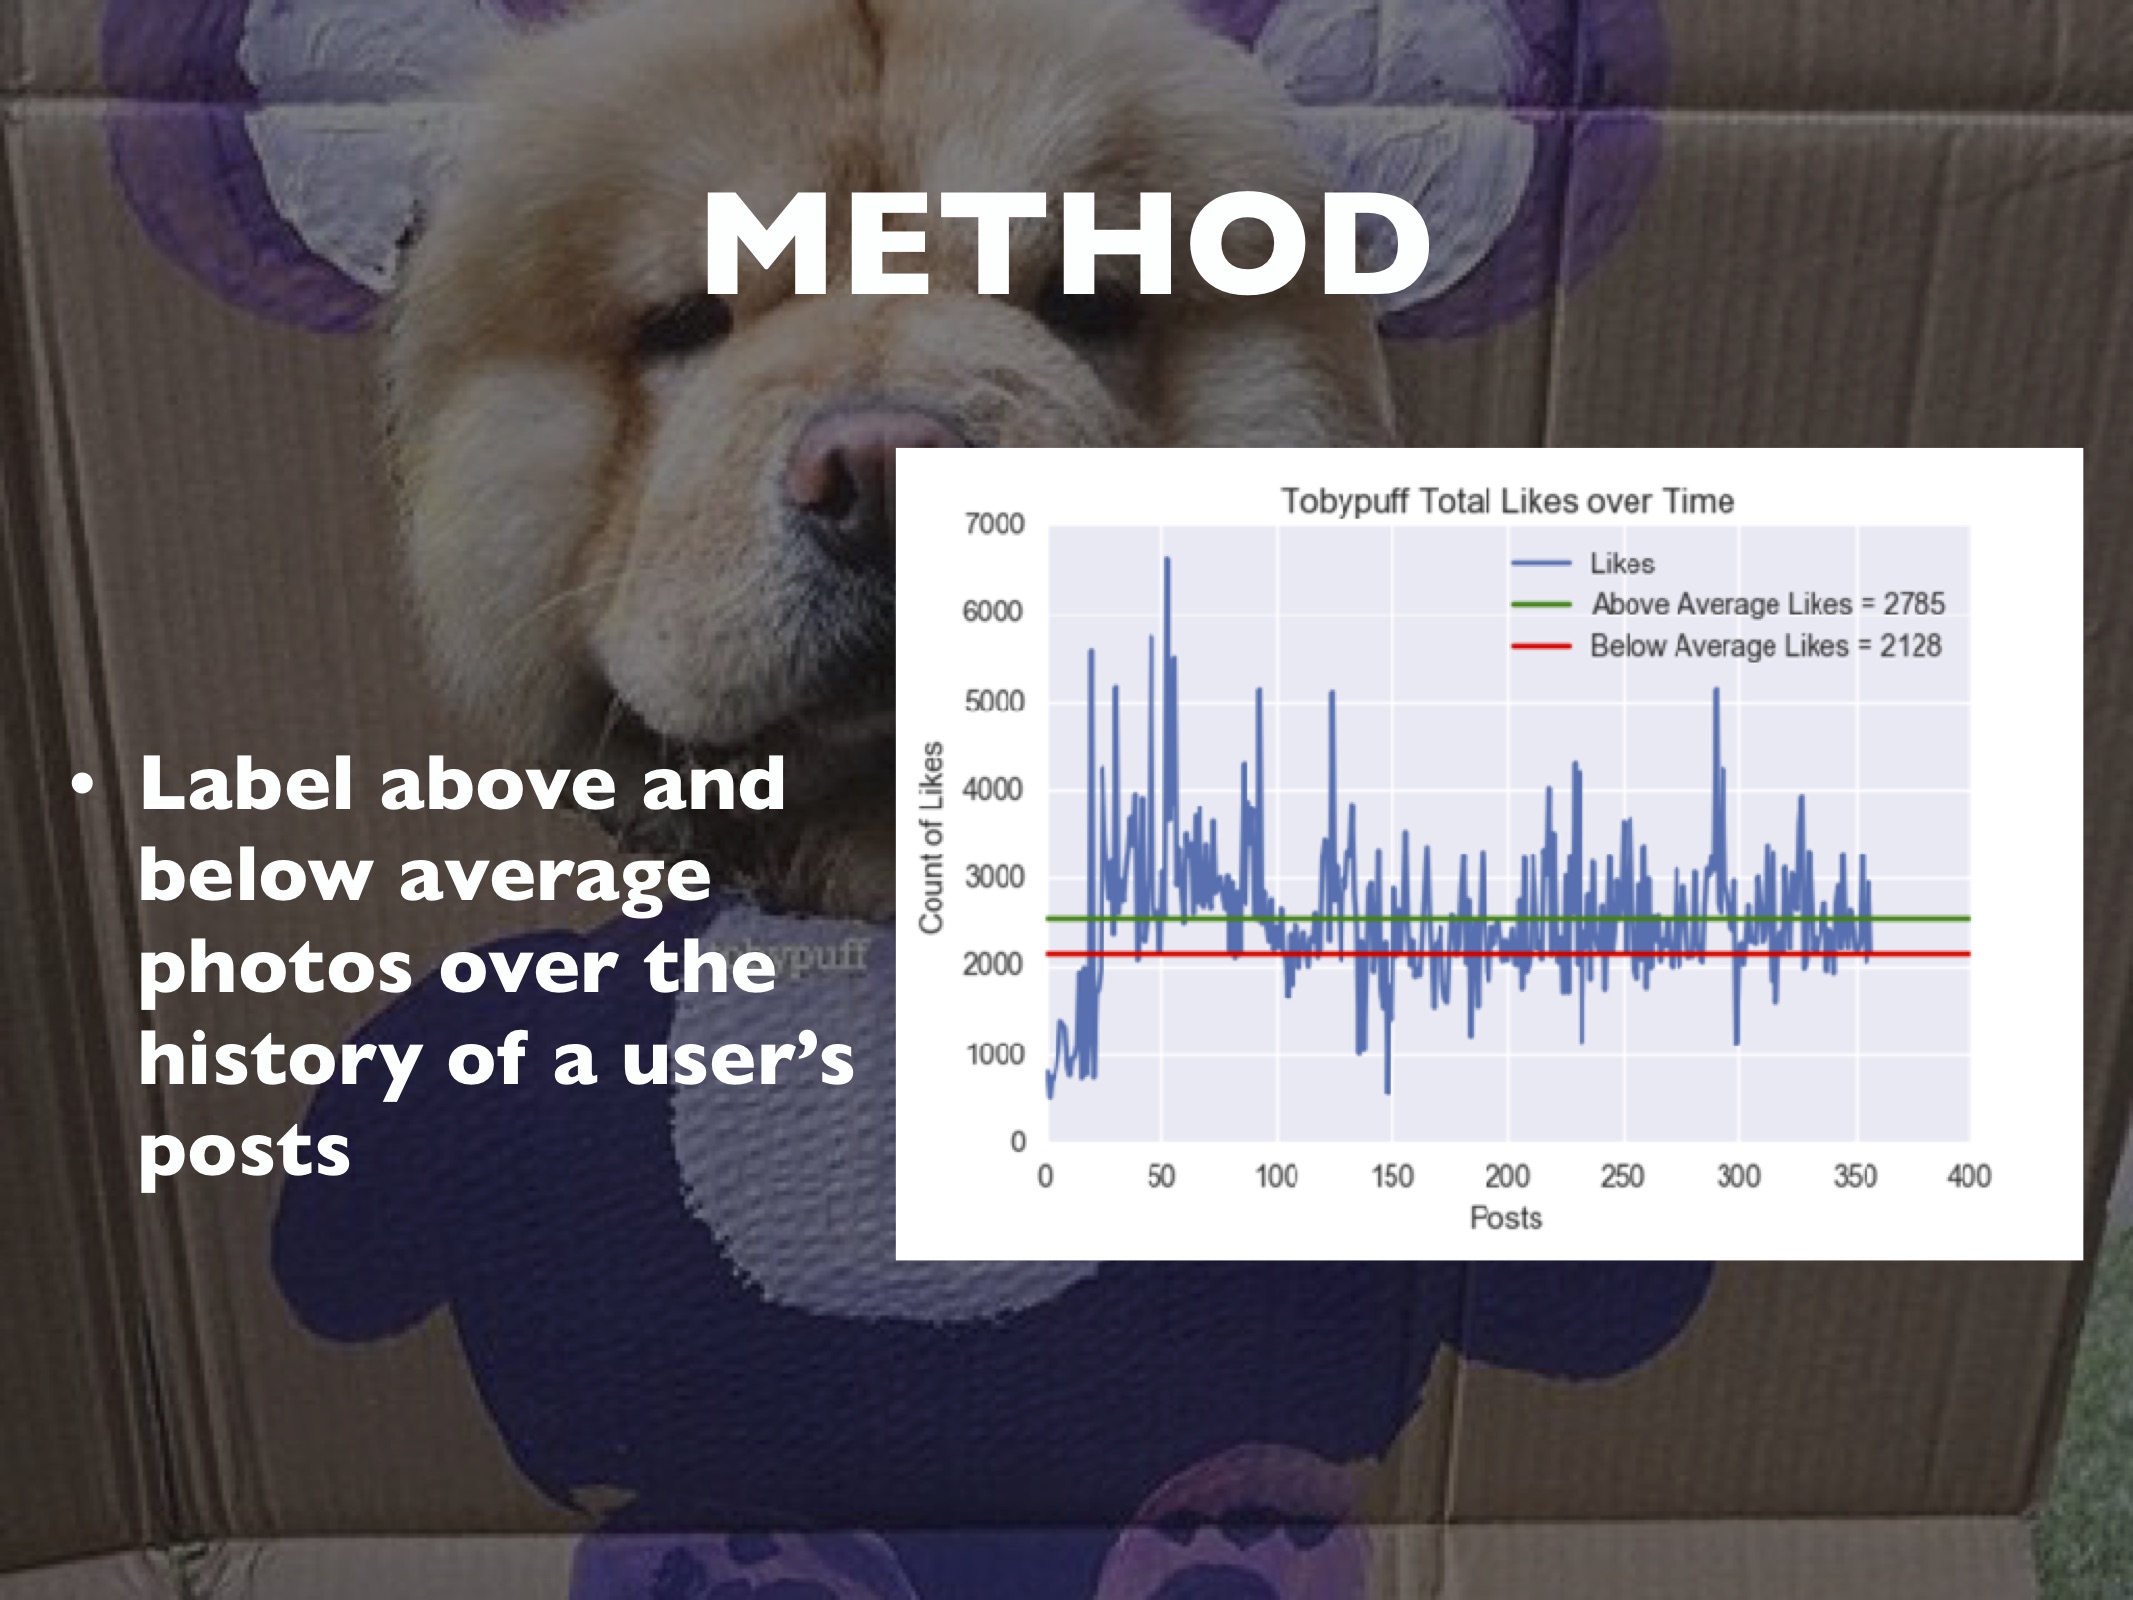 METHOD
• Label above and
below average
photos over the
history of a user’s
posts
tobypuff
Tobypuff Total Likes over Time
Likes
Above Average Likes = 2785
Below Average Likes = 2128
Count of Likes
7000
6000
5000
4000
3000
2000
1000
0
0 50 100 150 200 250 300 350 400
Posts